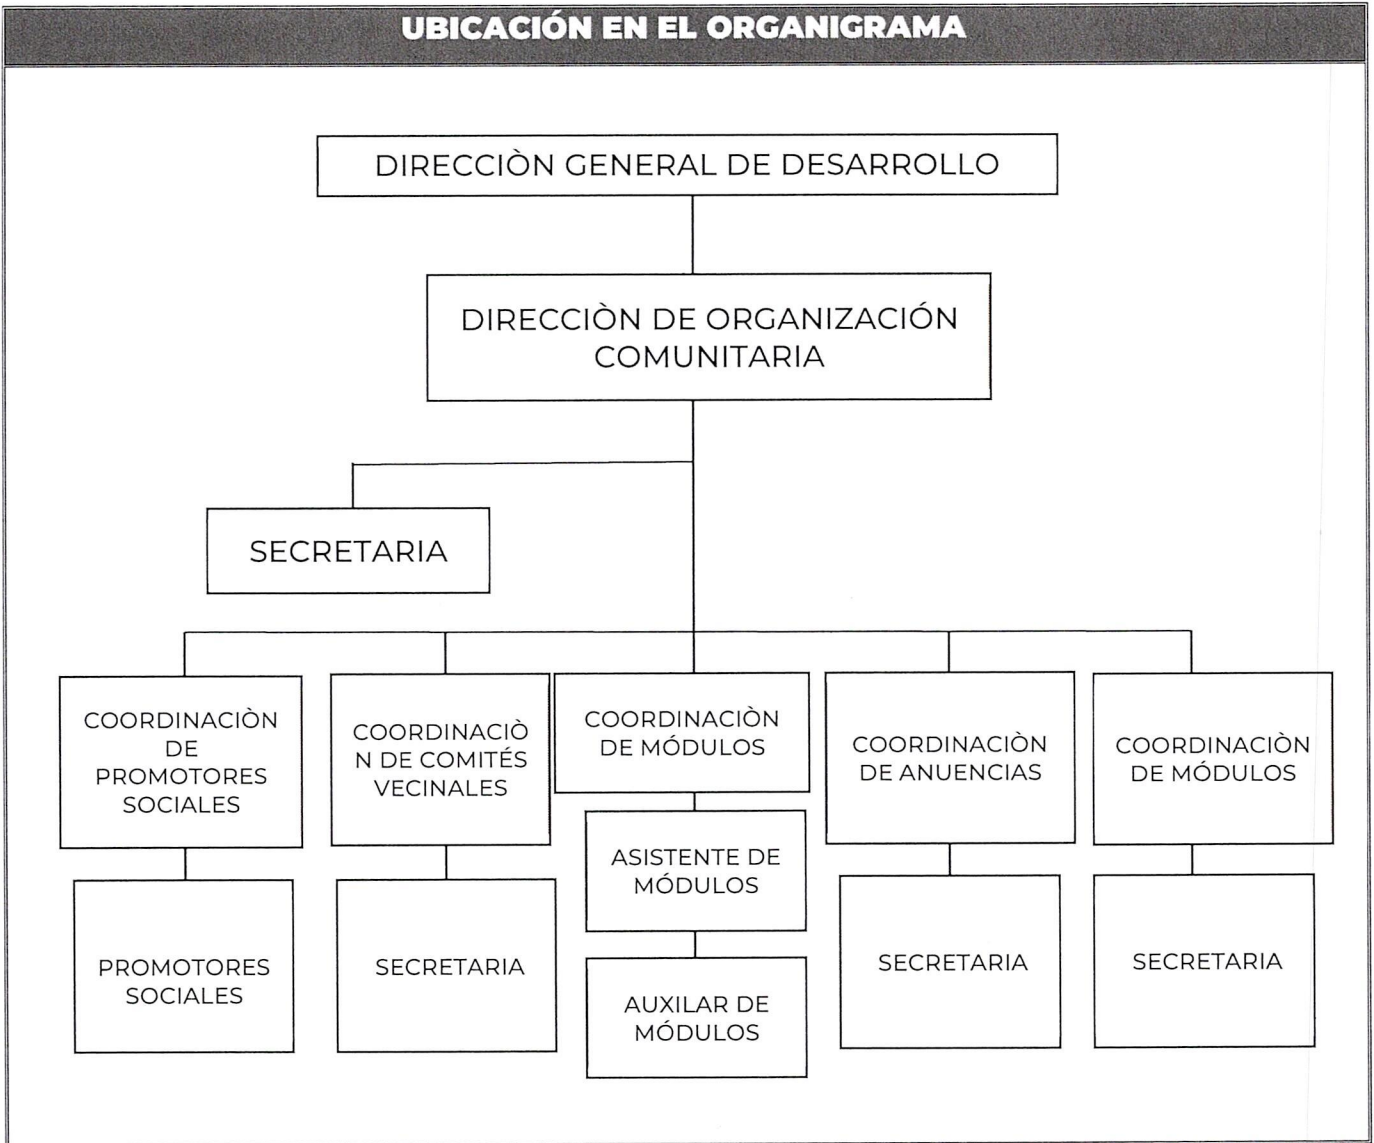 UBICACIÓN EN EL ORGANIGRAMA
DIRECCIÒN GENERAL DE DESARROLLO
DIRECCIÒN DE ORGANIZACIÓN
COMUNITARIA
SECRETARIA
COORDINACIÒN
DE
PROMOTORES
SOCIALES
COORDINACIÒ
N DE COMITÉS
VECINALES
COORDINACIÒN
DE MÓDULOS
COORDINACIÒN
DE ANUENCIAS
COORDINACIÒN
DE MÓDULOS
ASISTENTE DE
MÓDULOS
PROMOTORES
SOCIALES
SECRETARIA
AUXILAR DE
MÓDULOS
SECRETARIA
SECRETARIA